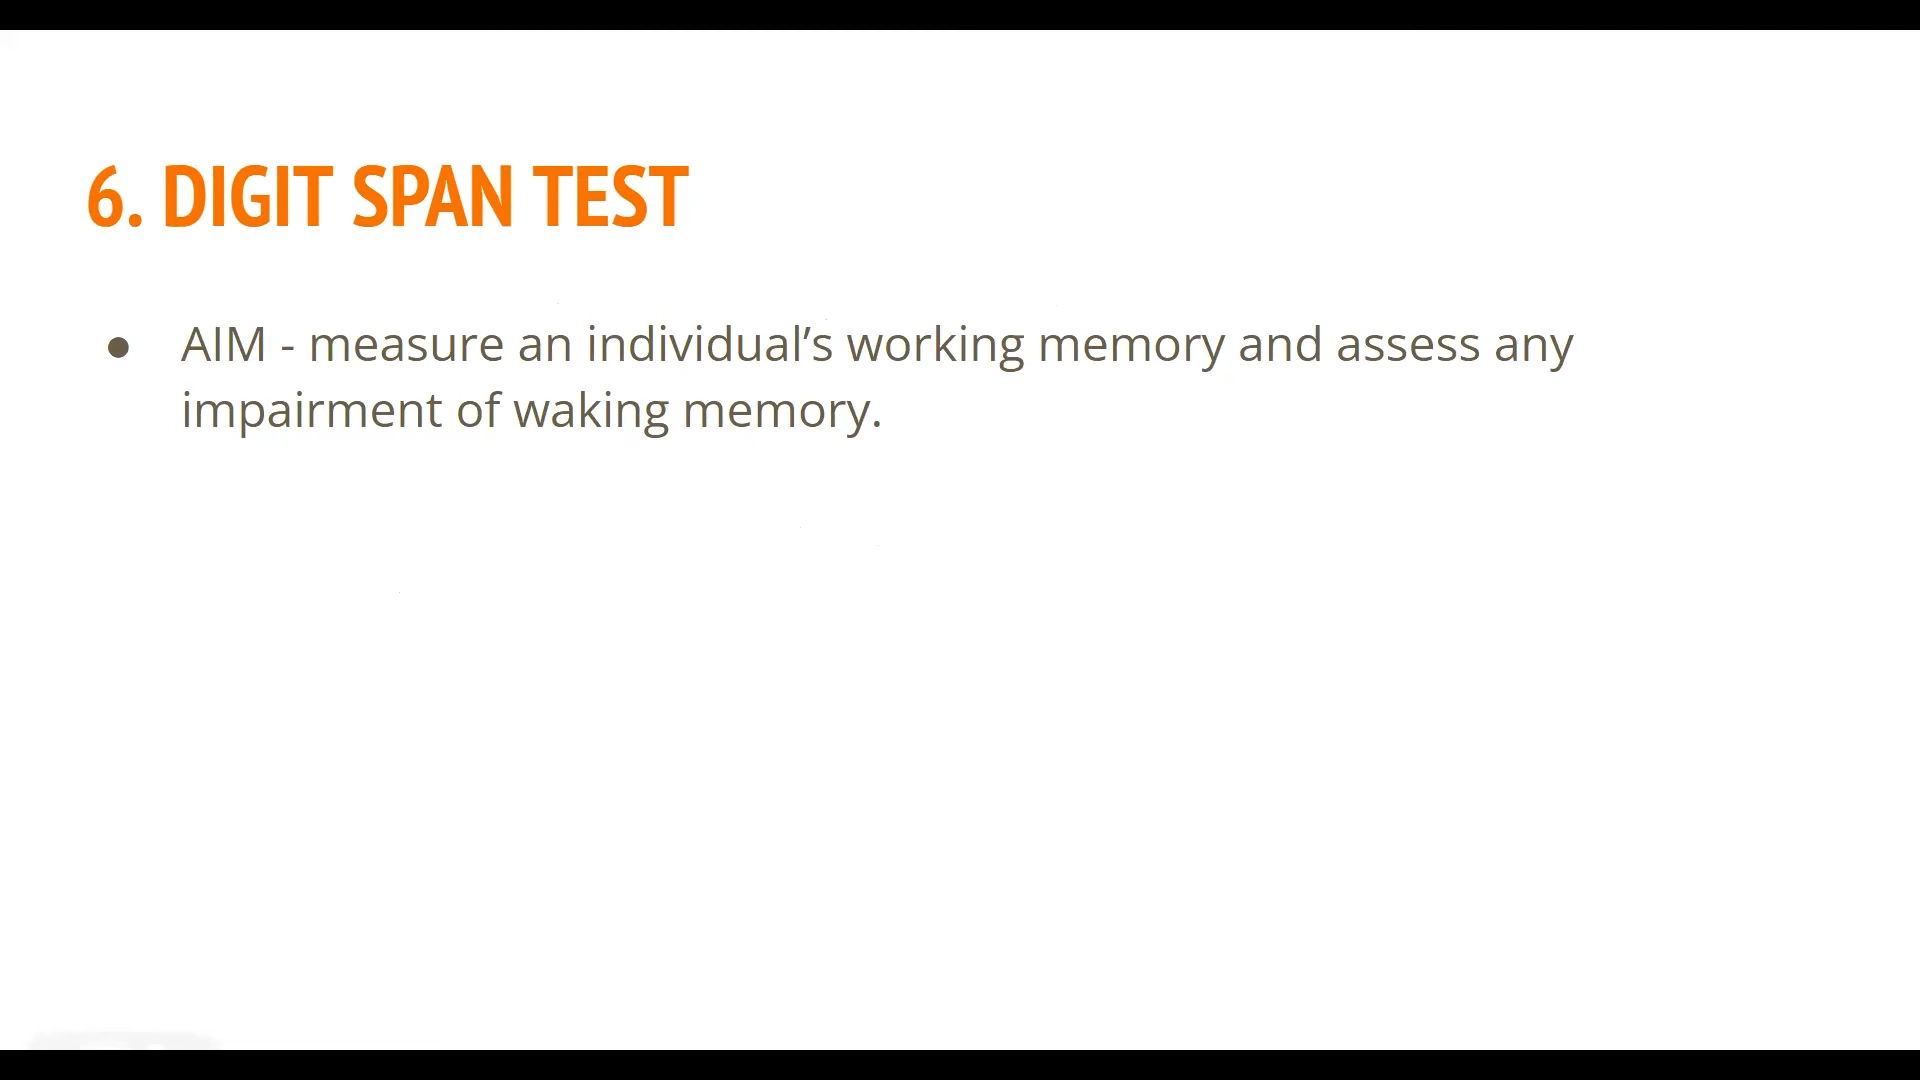 6. DIGIT SPAN TEST
● AIM - measure an individual’s working memory and assess any
impairment of waking memory.